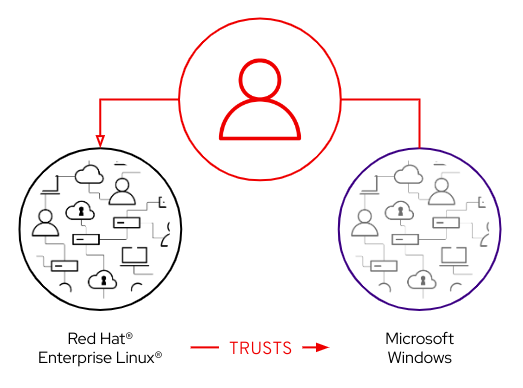 Red Hat®
Enterprise Linux®
TRUSTS
Microsoft
Windows